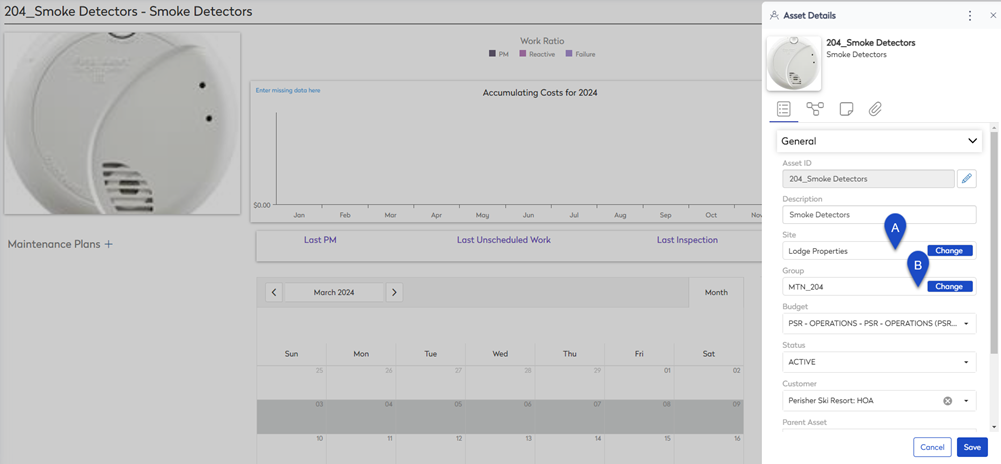 204_Smoke Detectors - Smoke Detectors
Work Ratio
PM Reactive Failure
Enter missing data here
Accumulating Costs for 2024
$0.00
Jan Feb Mar Apr May Jun Jul Aug Sep Oct
Last PM Last Unscheduled Work Last Inspection
Maintenance Plans +
March 2024
Month
Sun Mon Tue Wed Thu Fri Sat
25 26 27 28 29 01 02
03 04 05 06 07 08 09
10 11 12 13 14 15 16
Asset Details
204_Smoke Detectors
Smoke Detectors
General
Asset ID
204_Smoke Detectors
Description
Smoke Detectors
A
Site
Lodge Properties Change
B
Group
MTN_204 Change
Budget
PSR - OPERATIONS - PSR - OPERATIONS (PSR...
Status
ACTIVE
Customer
Perisher Ski Resort: HOA
Parent Asset
Cancel Save